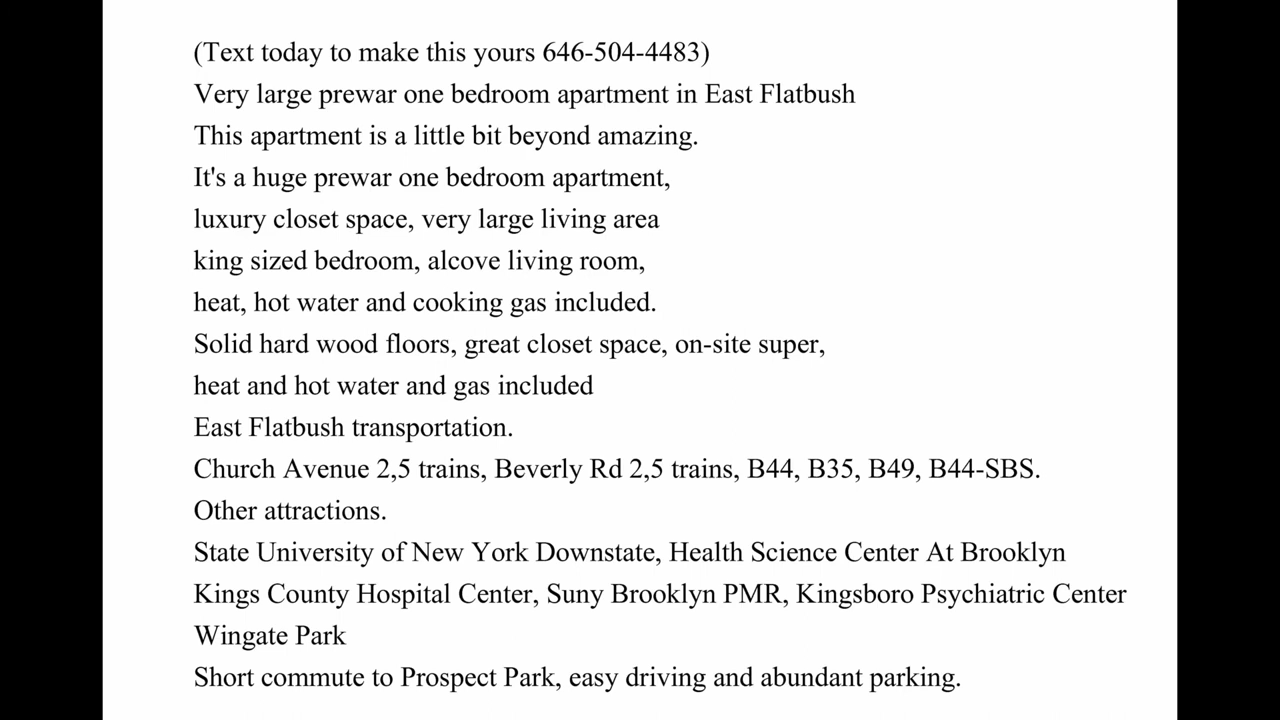 (Text today to make this yours 646-504-4483)
Very large prewar one bedroom apartment in East Flatbush
This apartment is a little bit beyond amazing.
It's a huge prewar one bedroom apartment,
luxury closet space, very large living area
king sized bedroom, alcove living room,
heat, hot water and cooking gas included.
Solid hard wood floors, great closet space, on-site super,
heat and hot water and gas included
East Flatbush transportation.
Church Avenue 2,5 trains, Beverly Rd 2,5 trains, B44, B35, B49, B44-SBS.
Other attractions.
State University of New York Downstate, Health Science Center At Brooklyn
Kings County Hospital Center, Suny Brooklyn PMR, Kingsboro Psychiatric Center
Wingate Park
Short commute to Prospect Park, easy driving and abundant parking.